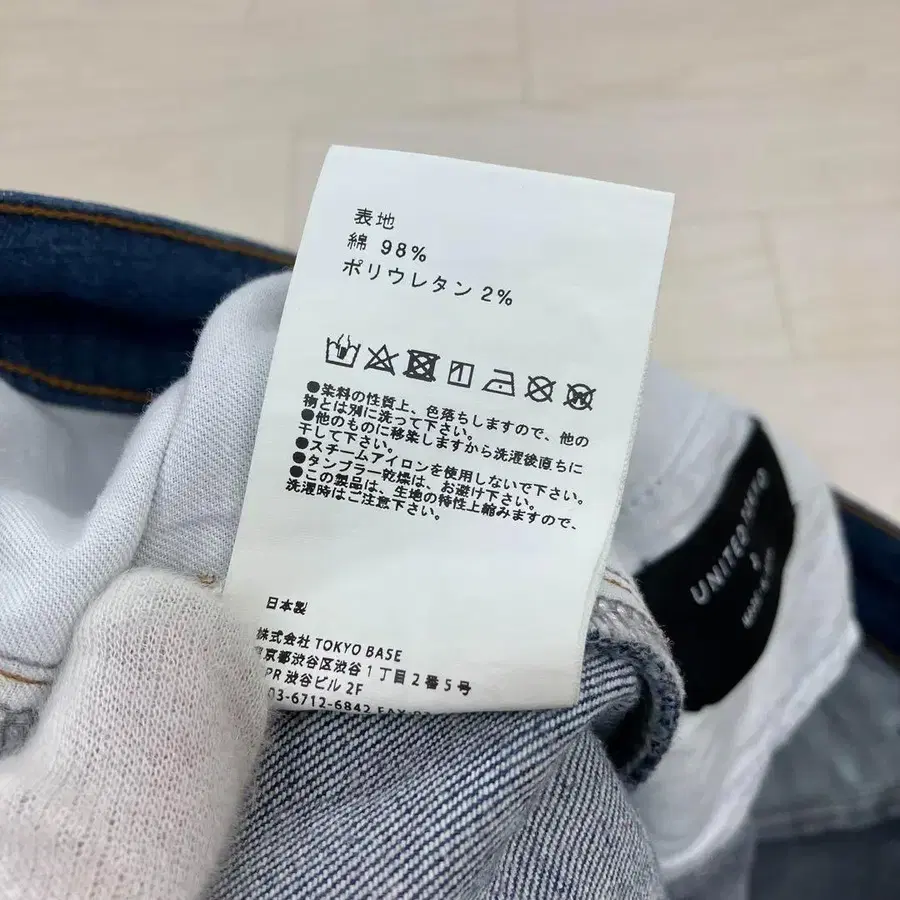 表地
綿 98%
ポリウレタン 2%
●染料の性質上、色落ちしますので、他の
物とは別に洗って下さい。
●他のものに移染しますから洗濯後直ちに
干して下さい。
●スチームアイロンを使用しないで下さい。
●タンブラー乾燥は、お避け下さい。
●この製品は、生地の特性上縮みますので、
洗濯時はご注意下さい。
日本製
株式会社 TOKYO BASE
東京都渋谷区渋谷1丁目2番5号
PR 渋谷ビル 2F
03-6712-6842 FAX
UNITED
2